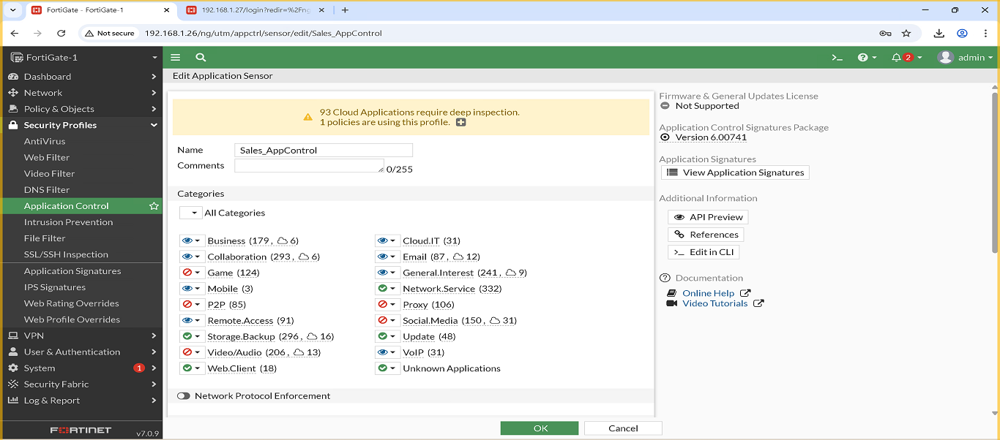 FortiGate - FortiGate-1
192.168.1.27/login?redir=%2Fng
Not secure
192.168.1.26/ng/utm/appctrl/sensor/edit/Sales_AppControl
FortiGate-1
2
admin
Dashboard
Network
Policy & Objects
Security Profiles
AntiVirus
Web Filter
Video Filter
DNS Filter
Application Control
Intrusion Prevention
File Filter
SSL/SSH Inspection
Application Signatures
IPS Signatures
Web Rating Overrides
Web Profile Overrides
VPN
User & Authentication
System 1
Security Fabric
Log & Report
FORTINET
v7.0.9
Edit Application Sensor
93 Cloud Applications require deep inspection.
1 policies are using this profile.
Name Sales_AppControl
Comments 0/255
Categories
All Categories
Business (179, 6) Cloud.IT (31)
Collaboration (293, 6) Email (87, 12)
Game (124) General.Interest (241, 9)
Mobile (3) Network.Service (332)
P2P (85) Proxy (106)
Remote.Access (91) Social.Media (150, 31)
Storage.Backup (296, 16) Update (48)
Video/Audio (206, 13) VoIP (31)
Web.Client (18) Unknown Applications
Network Protocol Enforcement
OK Cancel
Firmware & General Updates License
Not Supported
Application Control Signatures Package
Version 6.00741
Application Signatures
View Application Signatures
Additional Information
API Preview
References
>_ Edit in CLI
Documentation
Online Help
Video Tutorials